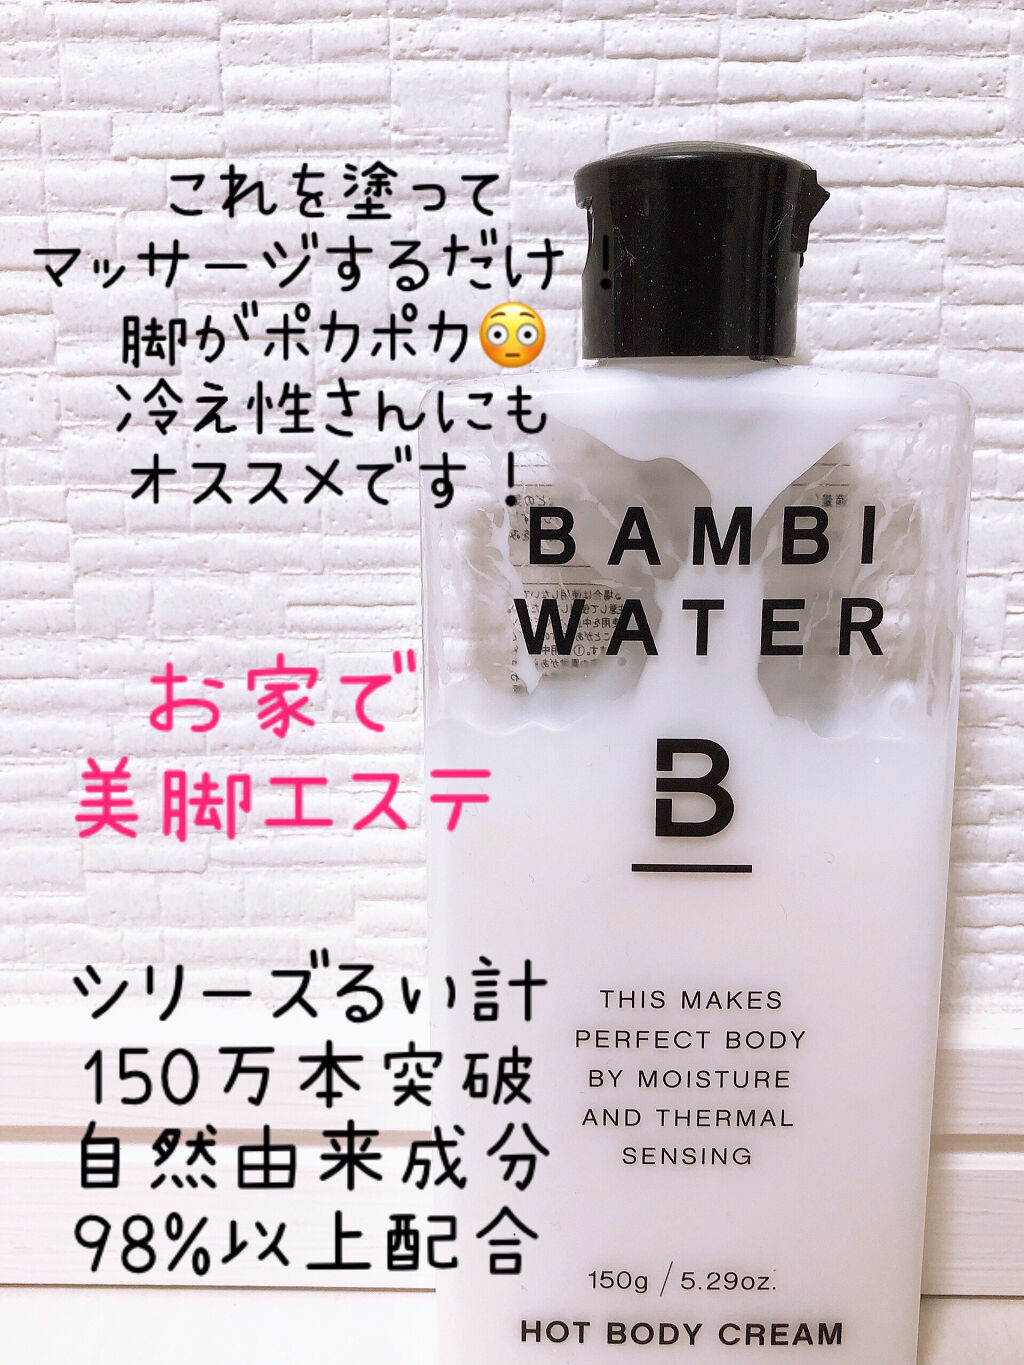 これを塗って
マッサージするだけ！
脚がポカポカ😳
冷え性さんにも
オススメです！
BAMBI
WATER
お家で
美脚エステ
B
シリーズるい計
150万本突破
自然由来成分
98%以上配合
THIS MAKES
PERFECT BODY
BY MOISTURE
AND THERMAL
SENSING
150g / 5.29oz.
HOT BODY CREAM